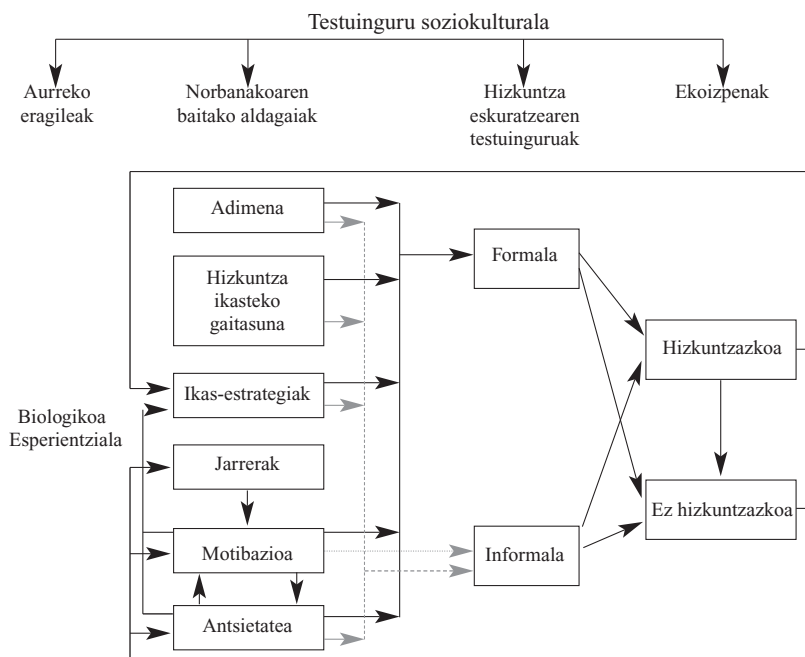 Testuinguru soziokulturala
Aurreko
eragileak
Norbanakoaren
baitako aldagaiak
Hizkuntza
eskuratzearen
testuinguruak
Ekoizpenak
Adimena
Hizkuntza
ikasteko
gaitasuna
Ikas-estrategiak
Biologikoa
Esperientziala
Jarrerak
Motibazioa
Antsietatea
Formala
Informala
Hizkuntzazkoa
Ez hizkuntzazkoa